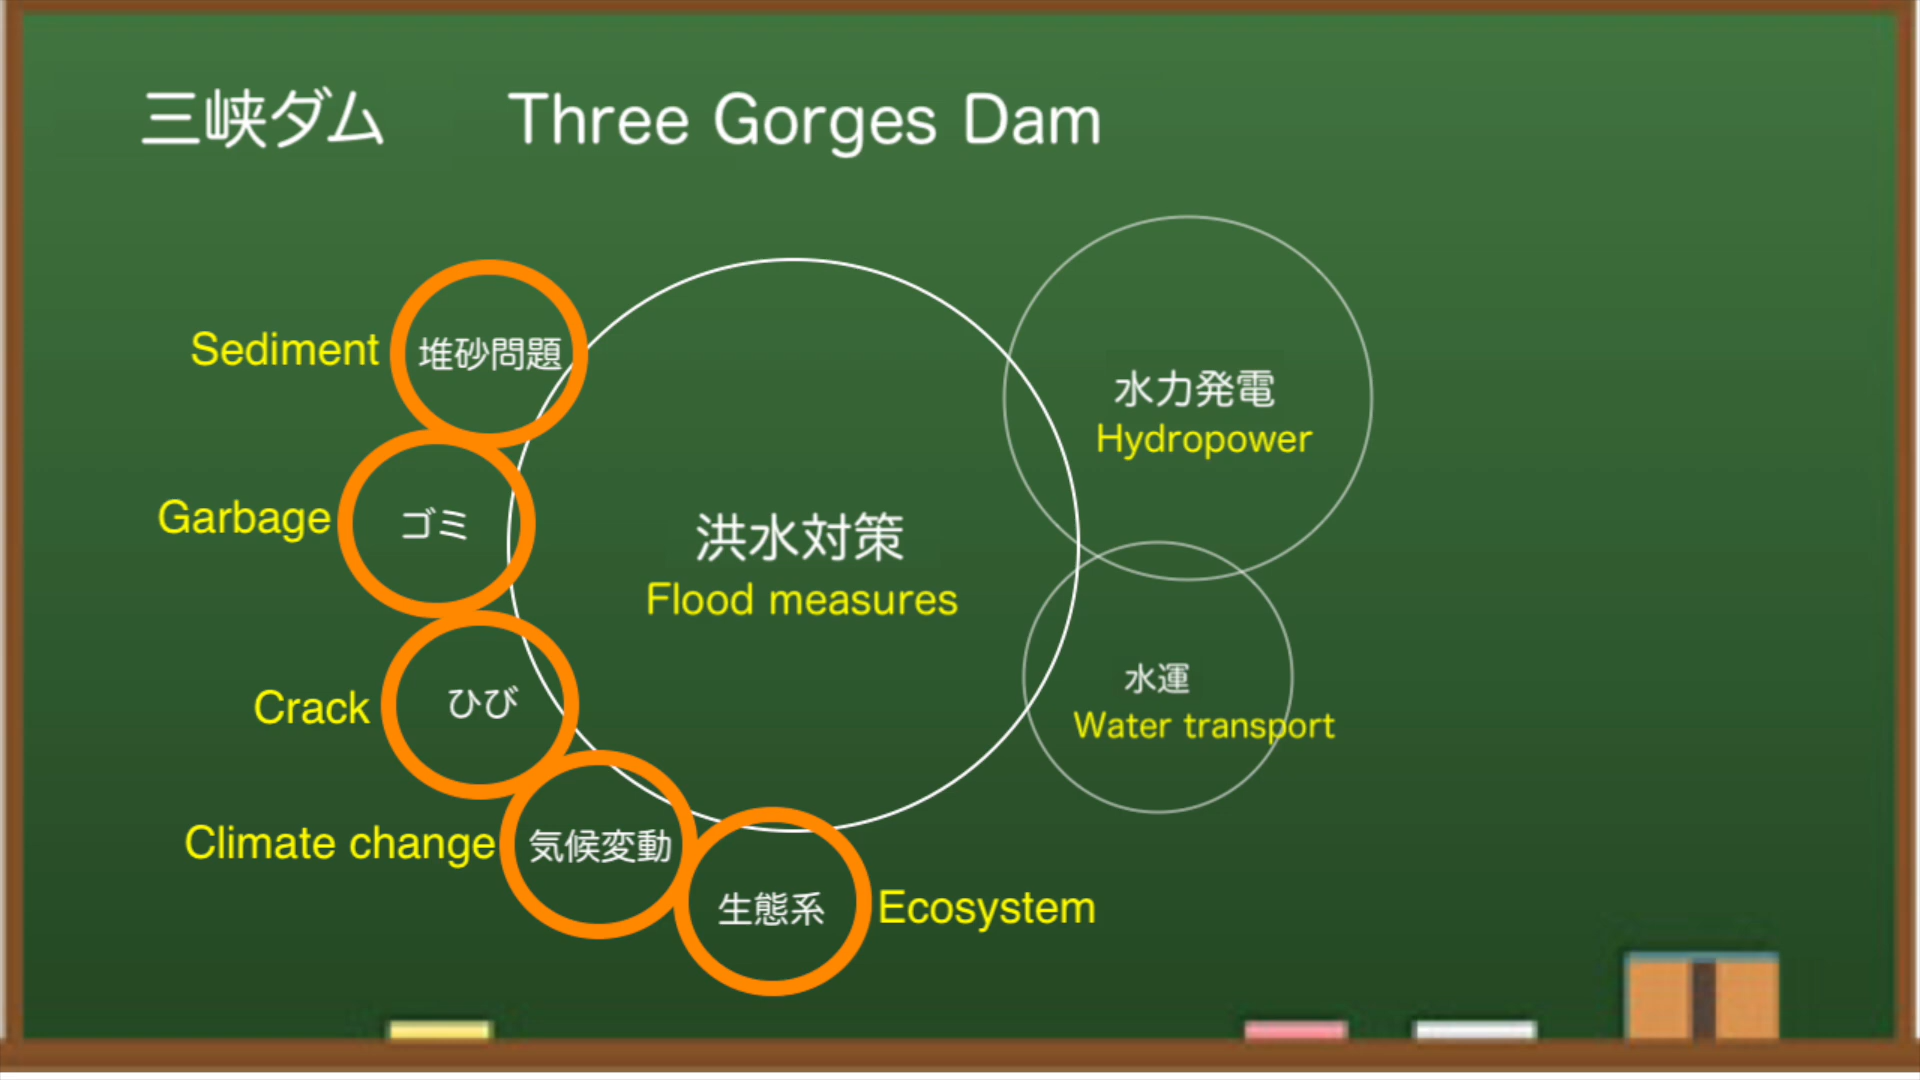 三峡ダム Three Gorges Dam
Sediment 堆砂問題
水力発電
Hydropower
Garbage ゴミ
洪水対策
Flood measures
Crack ひび
水運
Water transport
Climate change 気候変動
生態系 Ecosystem